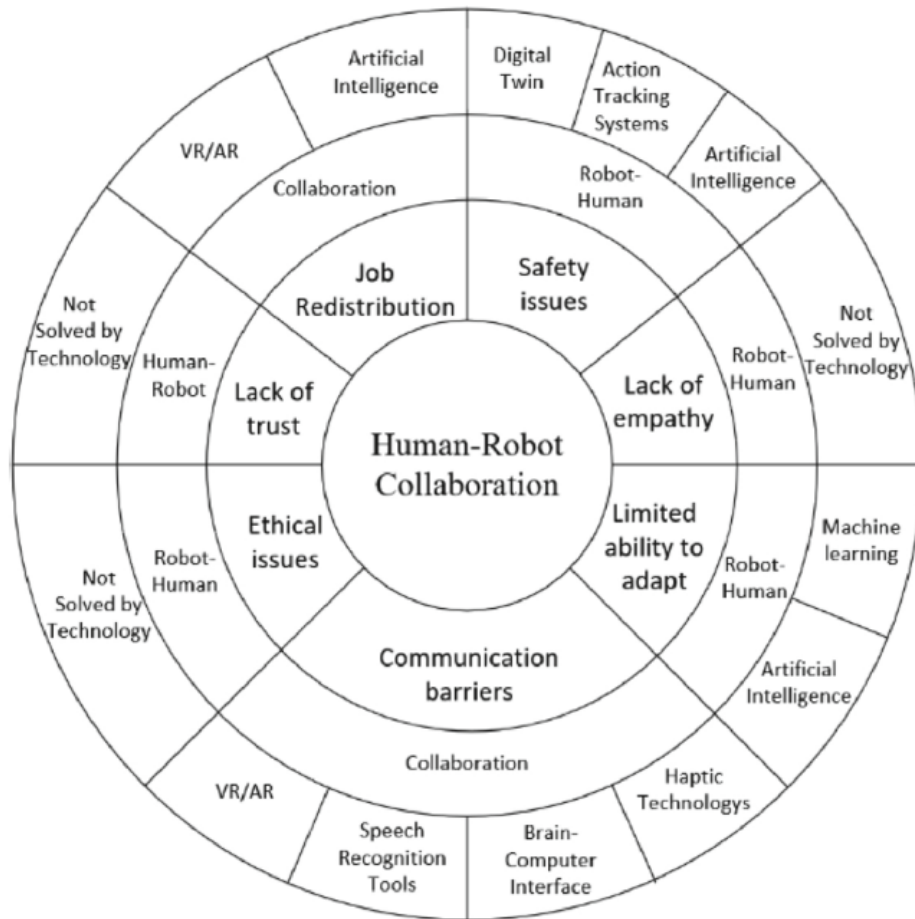 Artificial
Intelligence
Digital
Twin
Action
Tracking
Systems
VR/AR
Artificial
Intelligence
Collaboration
Robot-
Human
Job
Redistribution
Safety
issues
Not
Solved by
Technology
Human-
Robot
Lack of
trust
Lack of
empathy
Robot-
Human
Not
Solved by
Technology
Human-Robot
Collaboration
Not
Solved by
Technology
Robot-
Human
Ethical
issues
Limited
ability to
adapt
Robot-
Human
Machine
learning
Artificial
Intelligence
Communication
barriers
Collaboration
VR/AR
Speech
Recognition
Tools
Brain-
Computer
Interface
Haptic
Technologys